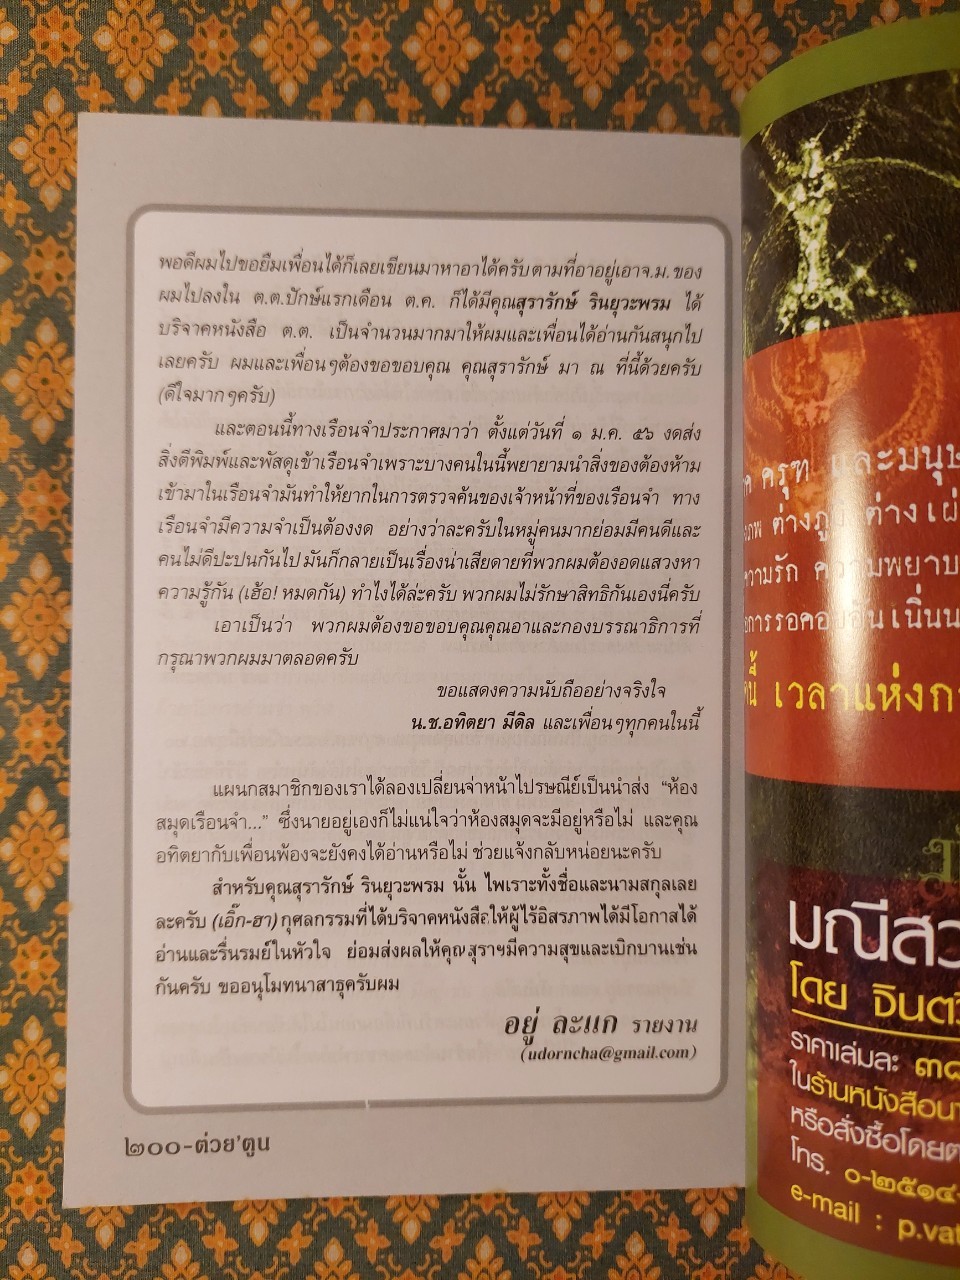 พอดีผมไปขอยืมเพื่อนได้ก็เลยเขียนมาหาอาได้ครับตามที่อาอยู่เอาจ.ม.ของ
ผมไปลงใน ต.ต.ปักษ์แรกเดือน ต.ค. ก็ได้มีคุณสุรารักษ์ รินยุวะพรม ได้
บริจาคหนังสือ ต.ต. เป็นจำนวนมากมาให้ผมและเพื่อนได้อ่านกันสนุกไป
เลยครับ ผมและเพื่อนๆต้องขอขอบคุณ คุณสุรารักษ์ มา ณ ที่นี้ด้วยครับ
(ดีใจมากๆครับ)
และตอนนี้ทางเรือนจำประกาศมาว่า ตั้งแต่วันที่ ๑ ม.ค. ๕๖ งดส่ง
สิ่งตีพิมพ์และพัสดุเข้าเรือนจำเพราะบางคนในนี้พยายามนำสิ่งของต้องห้าม
เข้ามาในเรือนจำมันทำให้ยากในการตรวจค้นของเจ้าหน้าที่ของเรือนจำ ทาง
เรือนจำมีความจำเป็นต้องงด อย่างว่าละครับในหมู่คนมากย่อมมีคนดีและ
คนไม่ดีปะปนกันไป มันก็กลายเป็นเรื่องน่าเสียดายที่พวกผมต้องอดแสวงหา
ความรู้กัน (เฮ้อ! หมดกัน) ทำไงได้ล่ะครับ พวกผมไม่รักษาสิทธิกันเองนี่ครับ
เอาเป็นว่า พวกผมต้องขอขอบคุณคุณอาและกองบรรณาธิการที่
กรุณาพวกผมมาตลอดครับ
ขอแสดงความนับถืออย่างจริงใจ
น.ช.อทิตยา มีดิล และเพื่อนๆทุกคนในนี้
แผนกสมาชิกของเราได้ลองเปลี่ยนจ่าหน้าไปรษณีย์เป็นนำส่ง “ห้อง
สมุดเรือนจำ...” ซึ่งนายอยู่เองก็ไม่แน่ใจว่าห้องสมุดจะมีอยู่หรือไม่ และคุณ
อทิตยากับเพื่อนพ้องจะยังคงได้อ่านหรือไม่ ช่วยแจ้งกลับหน่อยนะครับ
สำหรับคุณสุรารักษ์ รินยุวะพรม นั้น ไพเราะทั้งชื่อและนามสกุลเลย
ละครับ (เอิ๊ก-ฮา) กุศลกรรมที่ได้บริจาคหนังสือให้ผู้ไร้อิสรภาพได้มีโอกาสได้
อ่านและรื่นรมย์ในหัวใจ ย่อมส่งผลให้คุณสุราฯมีความสุขและเบิกบานเช่น
กันครับ ขออนุโมทนาสาธุครับผม
อยู่ ละแก รายงาน
(udorncha@gmail.com)
๒๐๐-ต่วย'ตูน
ครุฑ และมนุษ
ต่างภู ต่างเผ่
ความรัก ความพยาบ
การรอคอยอันเนิ่นน
นี้ เวลาแห่งก
มณีสว
โดย จินตวี
ราคาเล่มละ ๓๘
ในร้านหนังสือนา
หรือสั่งซื้อโดยต
โทร. ๐-๒๕๑๔-
e-mail : p.vat